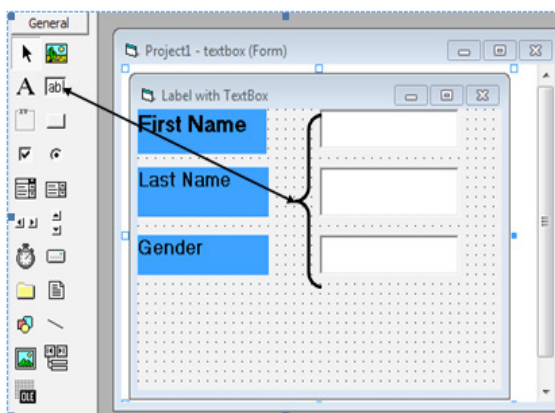 General
Project1 - textbox (Form)
A
ab
Label with TextBox
First Name
Last Name
Gender
OLE